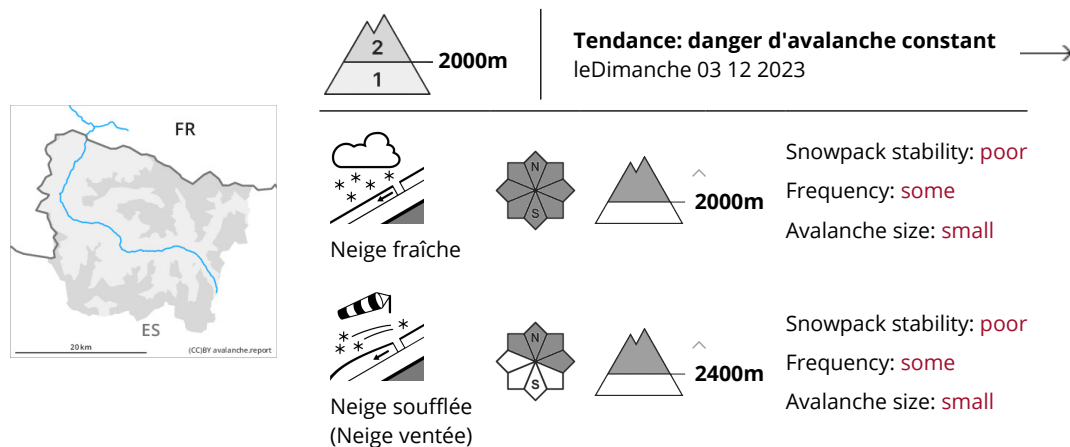 2
1
2000m
Tendance: danger d'avalanche constant
leDimanche 03 12 2023
FR
ES
20 km
(CC)BY avalanche.report
Neige fraîche
N
S
2000m
Snowpack stability: poor
Frequency: some
Avalanche size: small
Neige soufflée
(Neige ventée)
N
S
2400m
Snowpack stability: poor
Frequency: some
Avalanche size: small